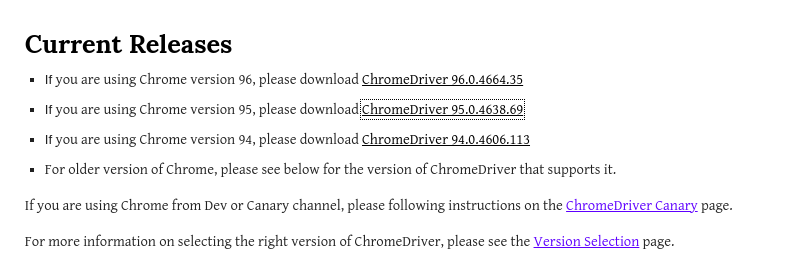 Current Releases
If you are using Chrome version 96, please download ChromeDriver 96.0.4664.35
If you are using Chrome version 95, please download ChromeDriver 95.0.4638.69
If you are using Chrome version 94, please download ChromeDriver 94.0.4606.113
For older version of Chrome, please see below for the version of ChromeDriver that supports it.
If you are using Chrome from Dev or Canary channel, please following instructions on the ChromeDriver Canary page.
For more information on selecting the right version of ChromeDriver, please see the Version Selection page.